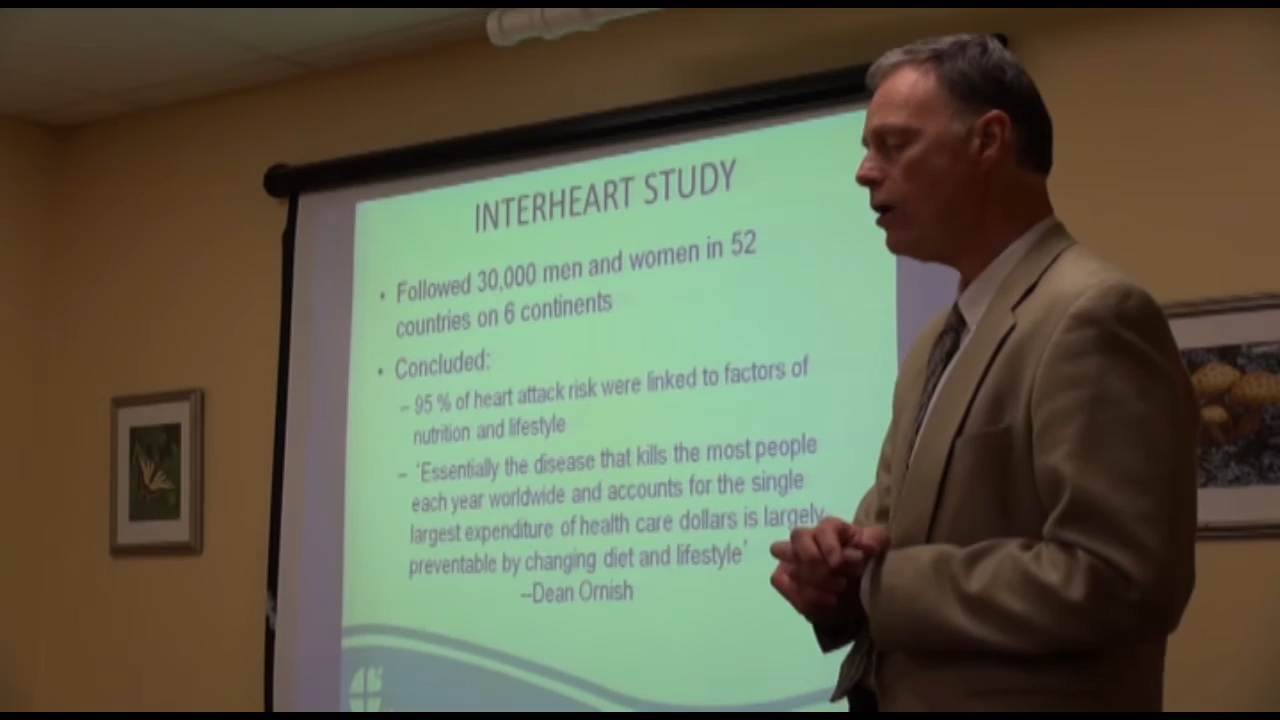 INTERHEART STUDY
• Followed 30,000 men and women in 52
countries on 6 continents
• Concluded:
– 95 % of heart attack risk were linked to factors of
nutrition and lifestyle
– 'Essentially the disease that kills the most people
each year worldwide and accounts for the single
largest expenditure of health care dollars is largely
preventable by changing diet and lifestyle'
–Dean Ornish